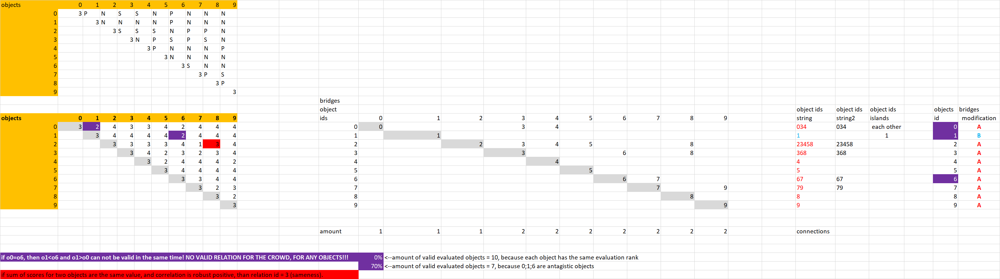 objects 0 1 2 3 4 5 6 7 8 9
0 3 P N S S N P N N N
1 3 N N N N P N N N
2 3 S S S N P P N
3 3 N P S P S N
4 3 P N N N P
5 3 N N N N
6 3 S N N
7 3 P S
8 3 P
9 3
bridges
object object ids object ids object ids objects bridges
objects 0 1 2 3 4 5 6 7 8 9 ids 0 1 2 3 4 5 6 7 8 9 string string2 islands id modification
0 3 2 4 3 3 4 2 4 4 4 0 0 3 4 034 034 each other 0 A
1 3 4 4 4 4 2 4 4 4 1 1 1 1 1 B
2 3 3 3 3 4 1 3 4 2 2 3 4 5 8 23458 23458 2 A
3 3 4 2 3 2 3 4 3 3 6 8 368 368 3 A
4 3 2 4 4 4 2 4 4 4 4 A
5 3 4 4 4 4 5 5 5 5 A
6 3 3 4 4 6 6 7 67 67 6 A
7 3 2 3 7 7 9 79 79 7 A
8 3 2 8 8 8 8 A
9 3 9 9 9 9 A
amount 1 1 1 2 2 2 2 2 2 2 connections
if o0=o6, then o1<o6 and o1>o0 can not be valid in the same time! NO VALID RELATION FOR THE CROWD, FOR ANY OBJECTS!!! 0% <--amount of valid evaluated objects = 10, because each object has the same evaluation rank
70% <--amount of valid evaluated objects = 7, because 0;1;6 are antagistic objects
if sum of scores for two objects are the same value, and correlation is robust positive, than relation id = 3 (sameness).